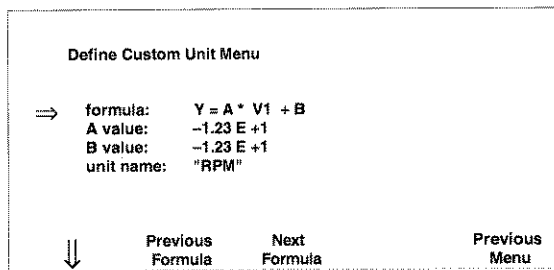 Define Custom Unit Menu
⇒ formula: Y = A * V1 + B
A value: –1.23 E +1
B value: –1.23 E +1
unit name: "RPM"
⇓ Previous Formula Next Formula Previous Menu